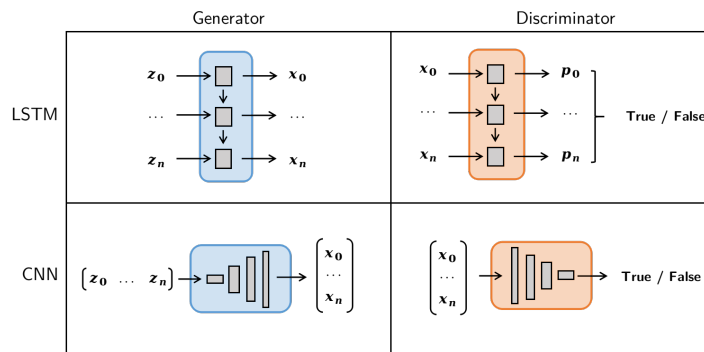 Generator Discriminator
LSTM
z₀ x₀ x₀ p₀
... ... ... ... True / False
zₙ xₙ xₙ pₙ
CNN
x₀ x₀
[z₀ ... zₙ] ... ... True / False
xₙ xₙ